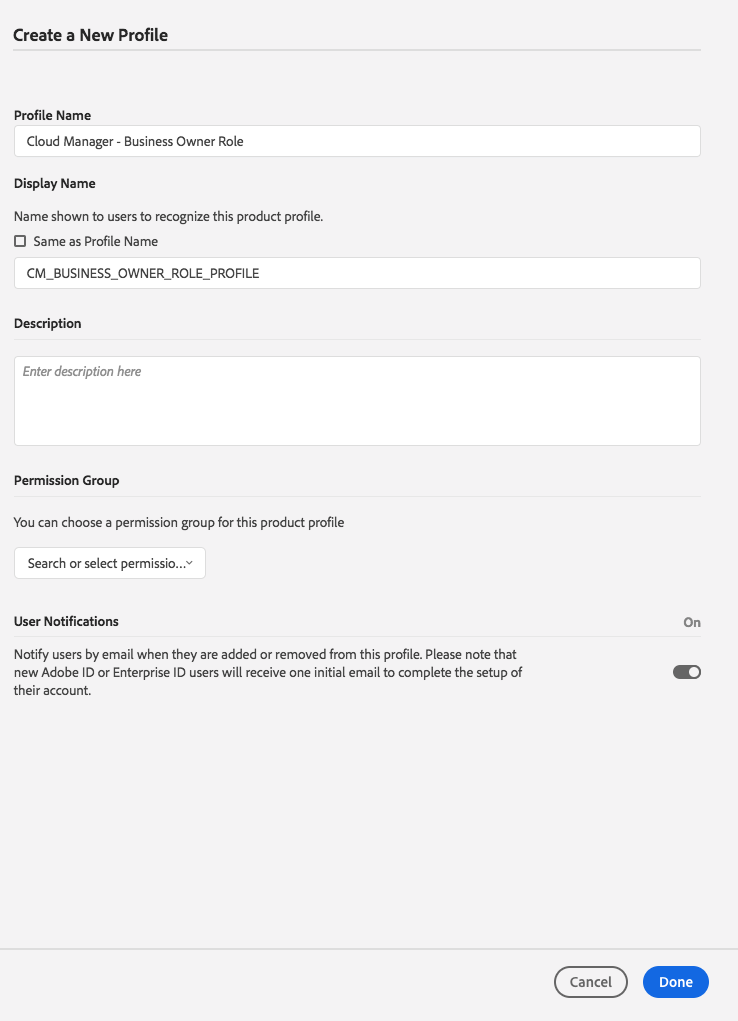 Create a New Profile
Profile Name
Cloud Manager - Business Owner Role
Display Name
Name shown to users to recognize this product profile.
Same as Profile Name
CM_BUSINESS_OWNER_ROLE_PROFILE
Description
Enter description here
Permission Group
You can choose a permission group for this product profile
Search or select permissio...
User Notifications
On
Notify users by email when they are added or removed from this profile. Please note that
new Adobe ID or Enterprise ID users will receive one initial email to complete the setup of
their account.
Cancel
Done